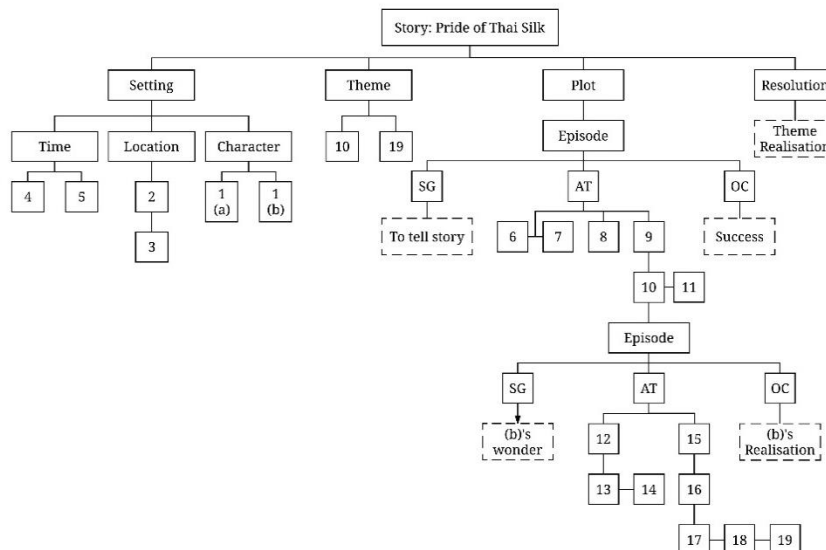 Story: Pride of Thai Silk
Setting
Theme
Plot
Resolution
Time
Location
Character
10
19
Episode
Theme
Realisation
4
5
2
1
(a)
1
(b)
SG
AT
OC
3
To tell story
6
7
8
9
Success
10
11
Episode
SG
AT
OC
(b)'s
wonder
12
15
(b)'s
Realisation
13
14
16
17
18
19